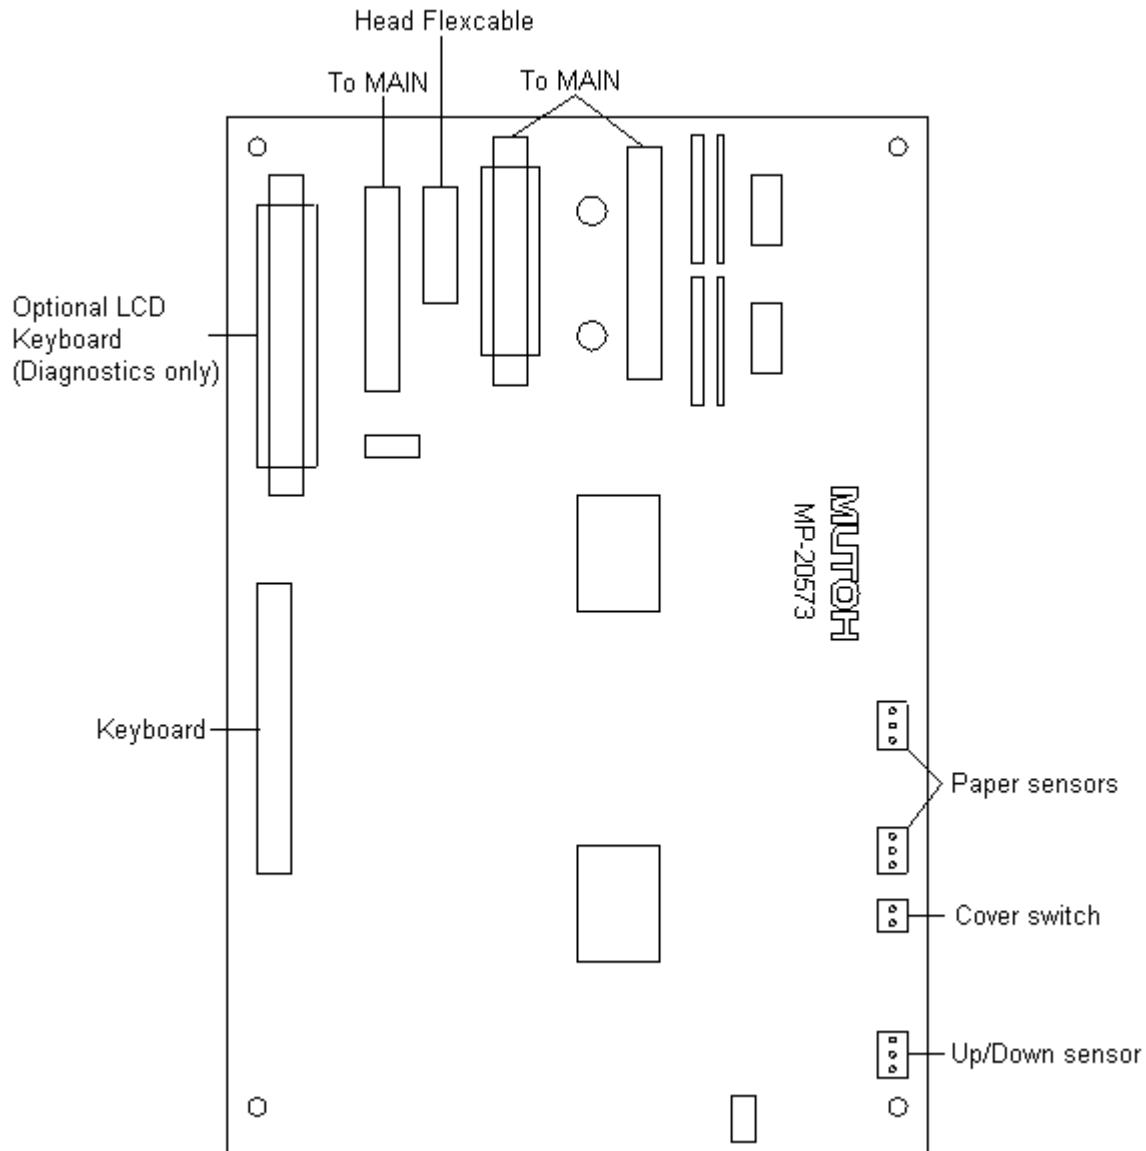 Head Flexcable
To MAIN
To MAIN
Optional LCD
Keyboard
(Diagnostics only)
MUTOH
MP-20573
Keyboard
Paper sensors
Cover switch
Up/Down sensor